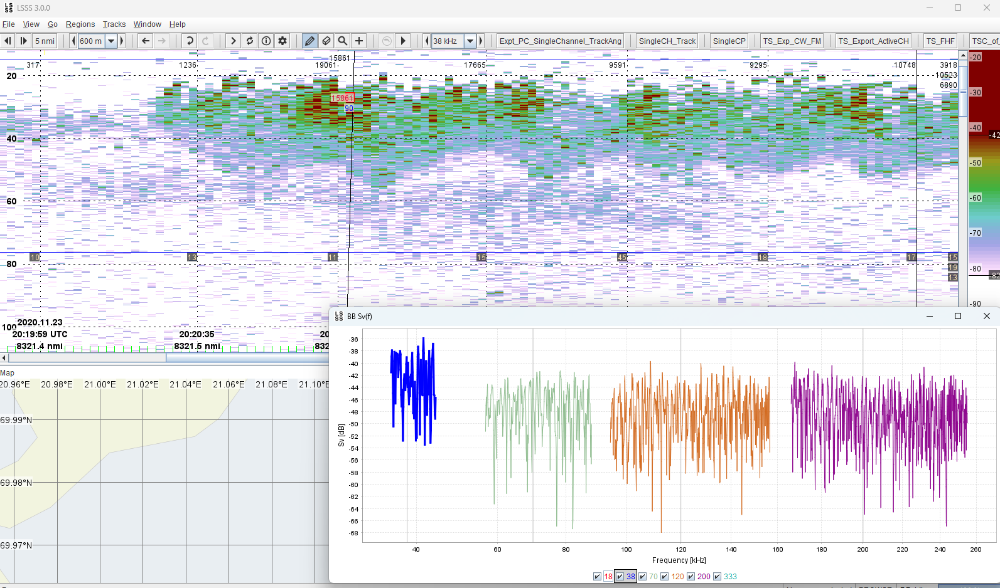 LSSS LSSS 3.0.0
File View Go Regions Tracks Window Help
5 nmi 600 m 38 kHz Expt_PC_SingleChannel_TrackAng SingleCH_Track SingleCP TS_Exp_CW_FM TS_Export_ActiveCH TS_FHF TSC_of_
15861
317 1236 19061 17665 9591 9295 10748 3918
10523
6890
15861
90
20
40
60
80
100
10 13 11 15 45 18 17 15
19
13
-20
-30
-40
-42
-50
-60
-70
-80
-82
-90
2020.11.23
20:19:59 UTC 20:20:35 20
8321.4 nmi 8321.5 nmi 832
Map
20.96°E 20.98°E 21.00°E 21.02°E 21.04°E 21.06°E 21.08°E 21.10°E
69.99°N
69.98°N
69.97°N
LSSS BB Sv(f)
Sv [dB]
-36
-38
-40
-42
-44
-46
-48
-50
-52
-54
-56
-58
-60
-62
-64
-66
-68
40 60 80 100 120 140 160 180 200 220 240 260
Frequency [kHz]
18 38 70 120 200 333